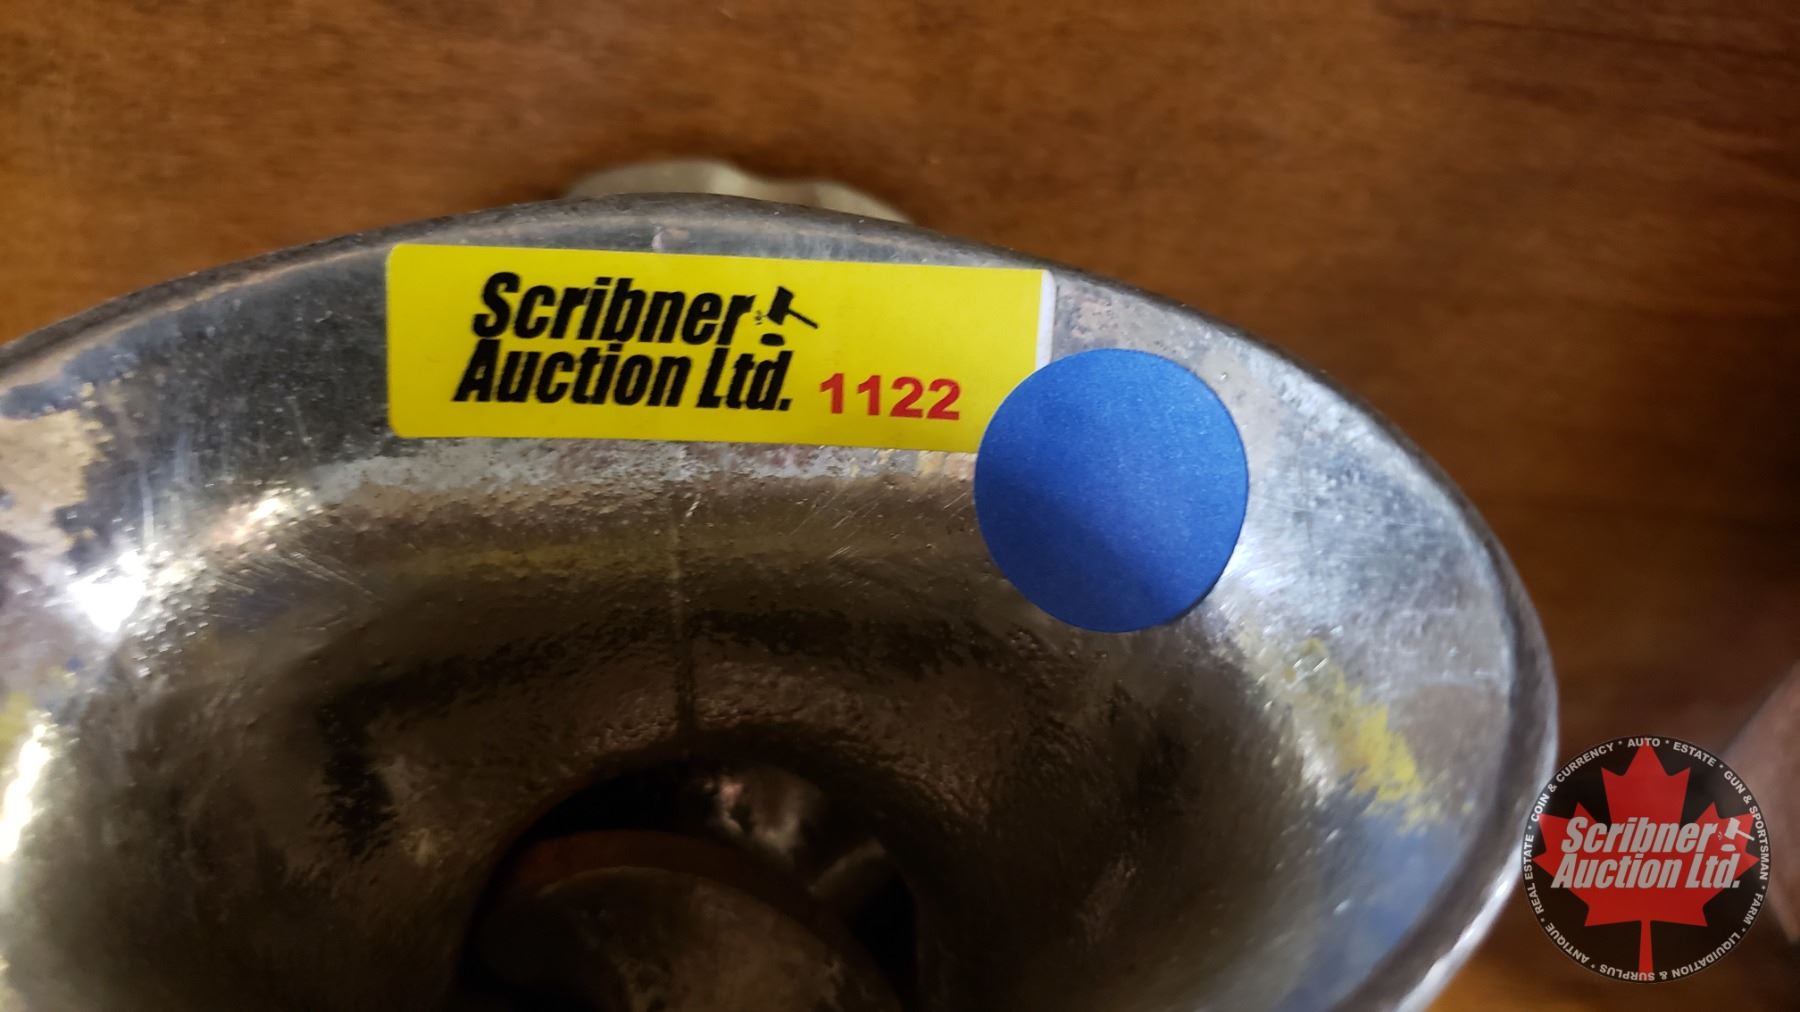 Scribner
Auction Ltd. 1122
COIN & CURRENCY * AUTO * ESTATE * GUN & SPORTSMAN * FARM * LIQUIDATION & SURPLUS * ANTIQUE * REAL ESTATE *
Scribner
Auction Ltd.